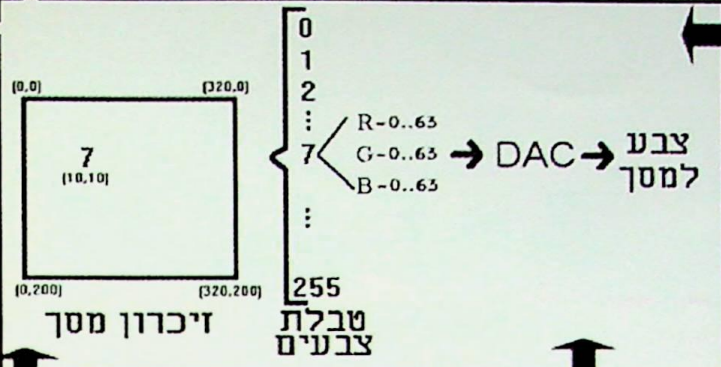 (0,0) (320,0)
7
(10,10)
(0,200) (320,200)
זיכרון מסך
0
1
2
...
7
...
255
טבלת
צבעים
R-0..63
G-0..63
B-0..63
DAC
צבע
למסך